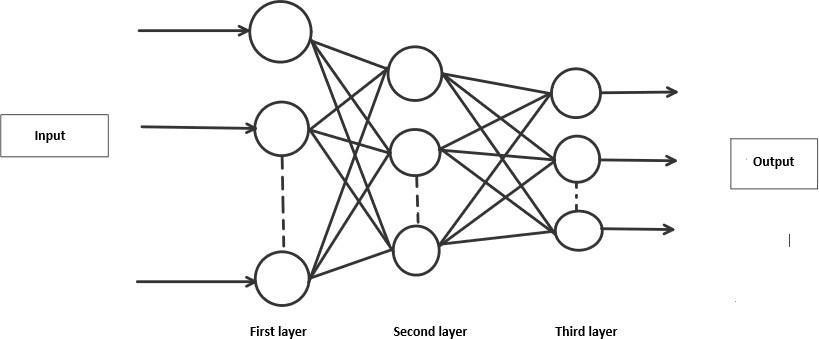 Input
Output
First layer
Second layer
Third layer